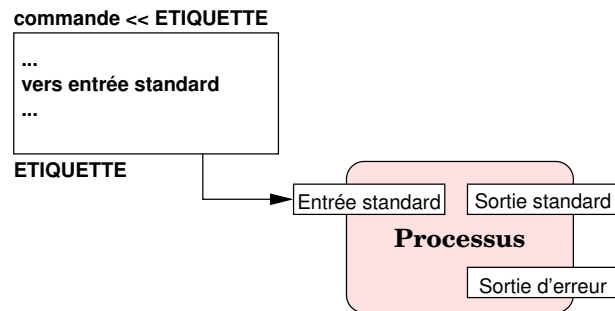 commande << ETIQUETTE
...
vers entrée standard
...
ETIQUETTE
Entrée standard
Sortie standard
Processus
Sortie d'erreur